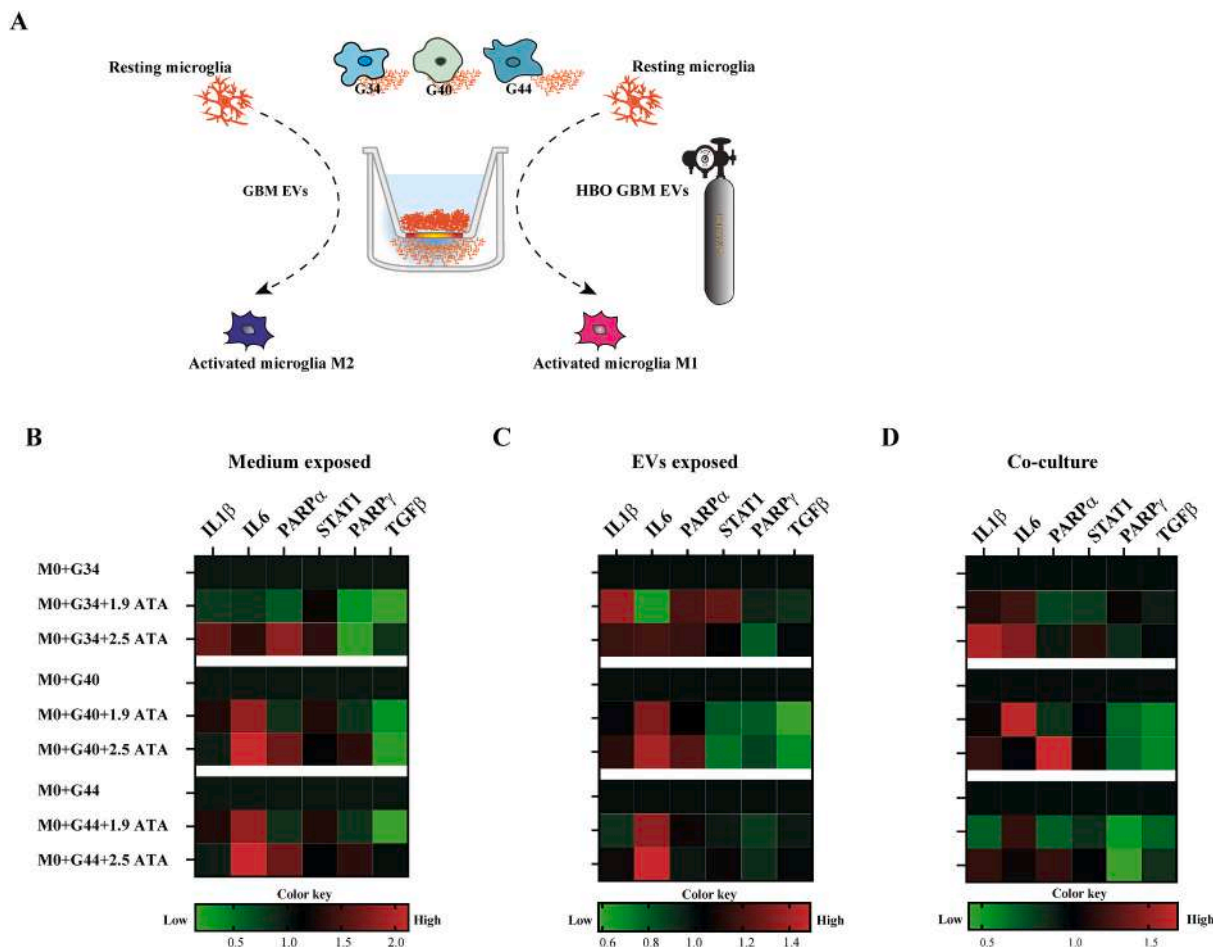 A
Resting microglia
G34
G40
G44
Resting microglia
GBM EVs
HBO GBM EVs
Activated microglia M2
Activated microglia M1
B
Medium exposed
IL1β IL6 PARPα STAT1 PARPγ TGFβ
M0+G34
M0+G34+1.9 ATA
M0+G34+2.5 ATA
M0+G40
M0+G40+1.9 ATA
M0+G40+2.5 ATA
M0+G44
M0+G44+1.9 ATA
M0+G44+2.5 ATA
Color key
Low High
0.5 1.0 1.5 2.0
C
EVs exposed
IL1β IL6 PARPα STAT1 PARPγ TGFβ
Color key
Low High
0.6 0.8 1.0 1.2 1.4
D
Co-culture
IL1β IL6 PARPα STAT1 PARPγ TGFβ
Color key
Low High
0.5 1.0 1.5